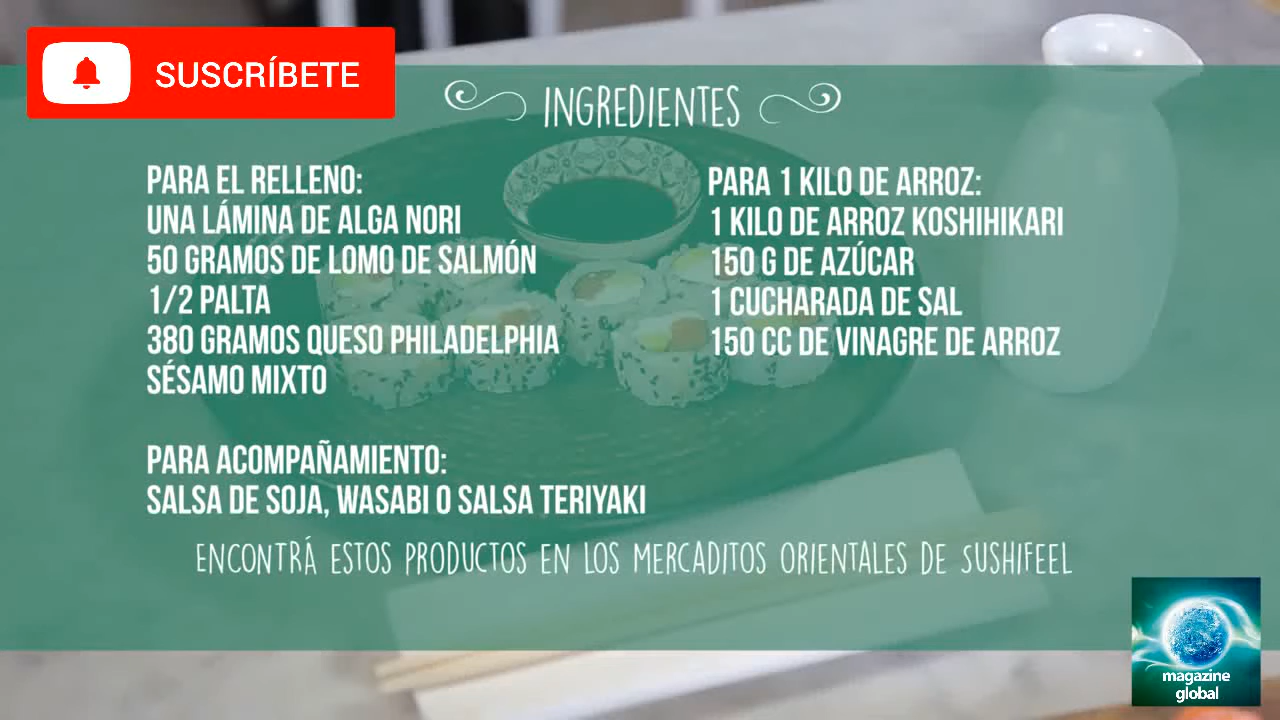 SUSCRÍBETE
INGREDIENTES
PARA EL RELLENO:
UNA LÁMINA DE ALGA NORI
50 GRAMOS DE LOMO DE SALMÓN
1/2 PALTA
380 GRAMOS QUESO PHILADELPHIA
SÉSAMO MIXTO
PARA ACOMPAÑAMIENTO:
SALSA DE SOJA, WASABI O SALSA TERIYAKI
PARA 1 KILO DE ARROZ:
1 KILO DE ARROZ KOSHIHIKARI
150 G DE AZÚCAR
1 CUCHARADA DE SAL
150 CC DE VINAGRE DE ARROZ
ENCONTRÁ ESTOS PRODUCTOS EN LOS MERCADITOS ORIENTALES DE SUSHIFEEL
magazine
global